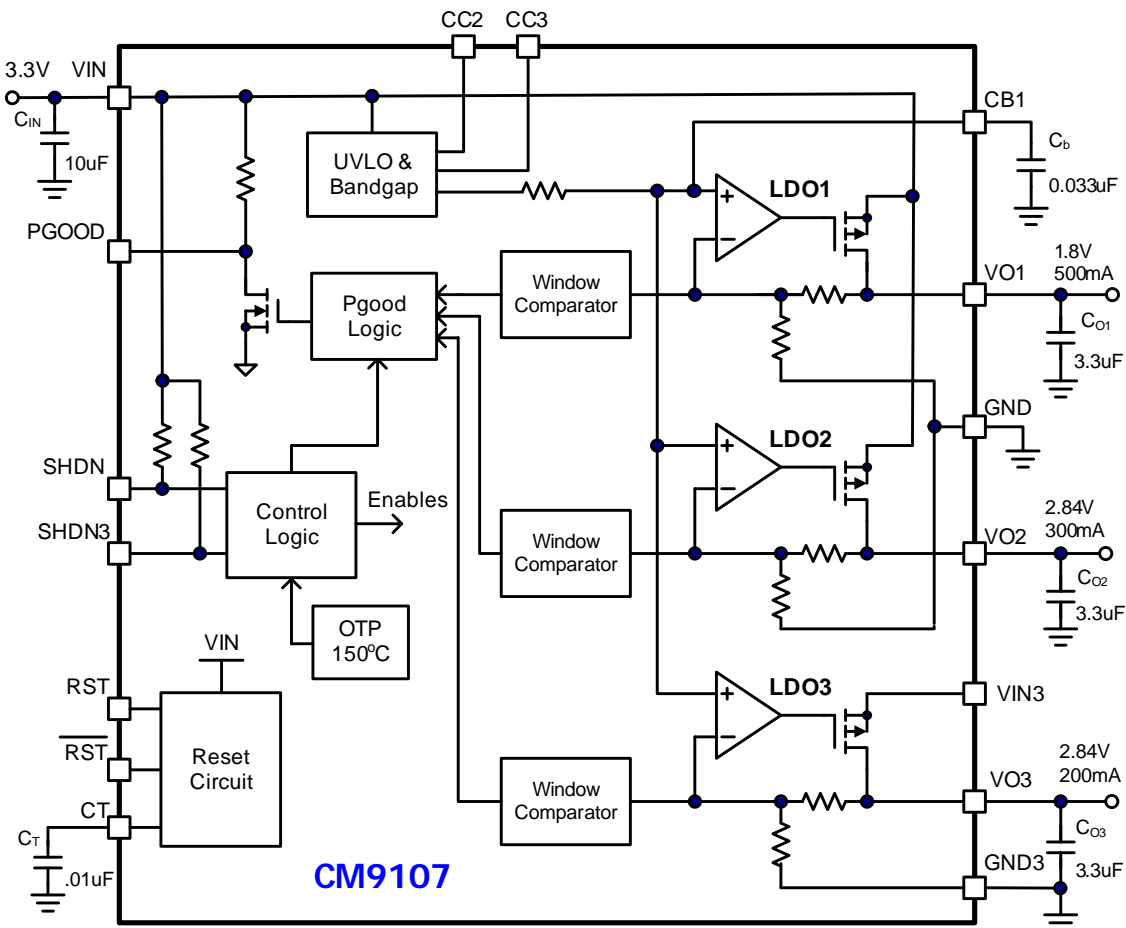 CC2
CC3
3.3V
VIN
CIN
10uF
CB1
Cb
0.033uF
UVLO &
Bandgap
LDO1
+
−
PGOOD
1.8V
500mA
VO1
CO1
3.3uF
Window
Comparator
Pgood
Logic
GND
LDO2
+
−
SHDN
SHDN3
Control
Logic
Enables
2.84V
300mA
VO2
CO2
3.3uF
Window
Comparator
OTP
150°C
VIN
RST
RST
CT
CT
.01uF
Reset
Circuit
LDO3
+
−
VIN3
2.84V
200mA
VO3
CO3
3.3uF
Window
Comparator
GND3
CM9107